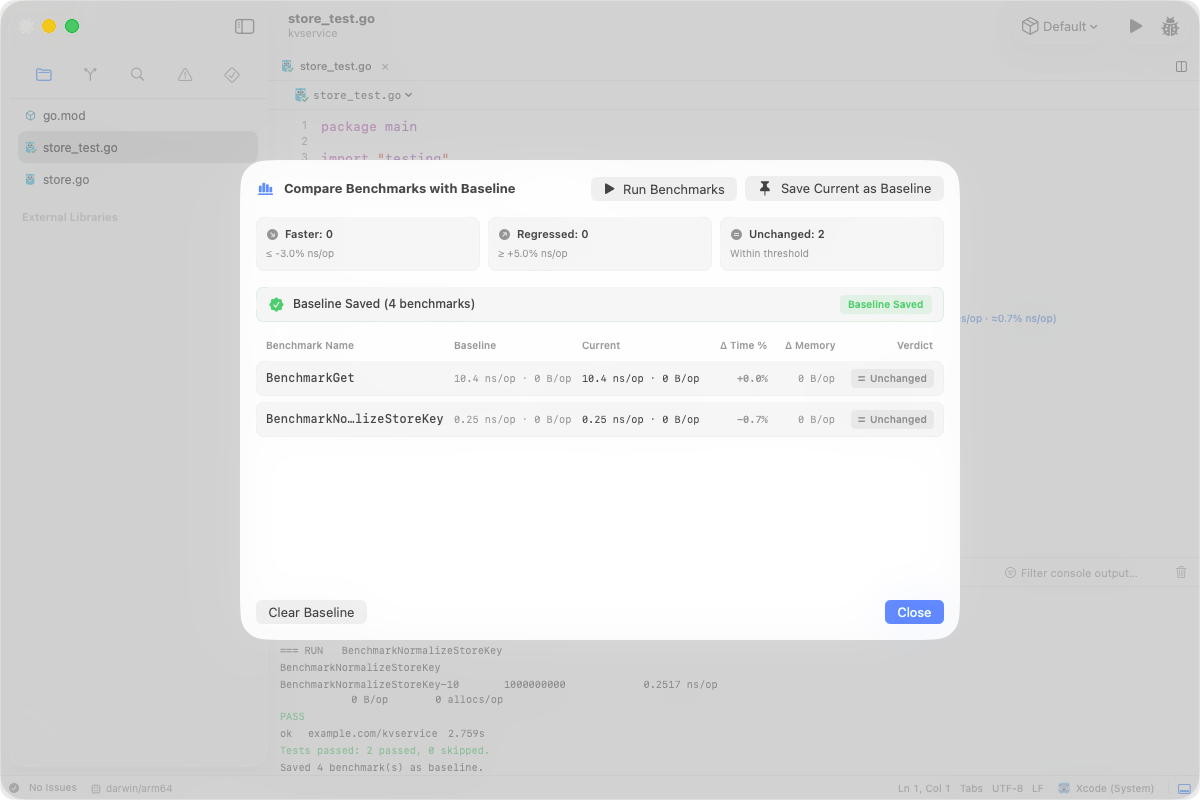 store_test.go
kvservice
Default
store_test.go
store_test.go
go.mod
store_test.go
store.go
External Libraries
1 package main
2
3 import "testing"
s/op · ≈0.7% ns/op)
Compare Benchmarks with Baseline
Run Benchmarks
Save Current as Baseline
Faster: 0
≤ -3.0% ns/op
Regressed: 0
≥ +5.0% ns/op
Unchanged: 2
Within threshold
Baseline Saved (4 benchmarks)
Baseline Saved
Benchmark Name Baseline Current Δ Time % Δ Memory Verdict
BenchmarkGet 10.4 ns/op · 0 B/op 10.4 ns/op · 0 B/op +0.0% 0 B/op = Unchanged
BenchmarkNo…lizeStoreKey 0.25 ns/op · 0 B/op 0.25 ns/op · 0 B/op −0.7% 0 B/op = Unchanged
Clear Baseline
Close
Filter console output...
=== RUN BenchmarkNormalizeStoreKey
BenchmarkNormalizeStoreKey
BenchmarkNormalizeStoreKey-10 1000000000 0.2517 ns/op
0 B/op 0 allocs/op
PASS
ok example.com/kvservice 2.759s
Tests passed: 2 passed, 0 skipped.
Saved 4 benchmark(s) as baseline.
No Issues
darwin/arm64
Ln 1, Col 1 Tabs UTF-8 LF Xcode (System)